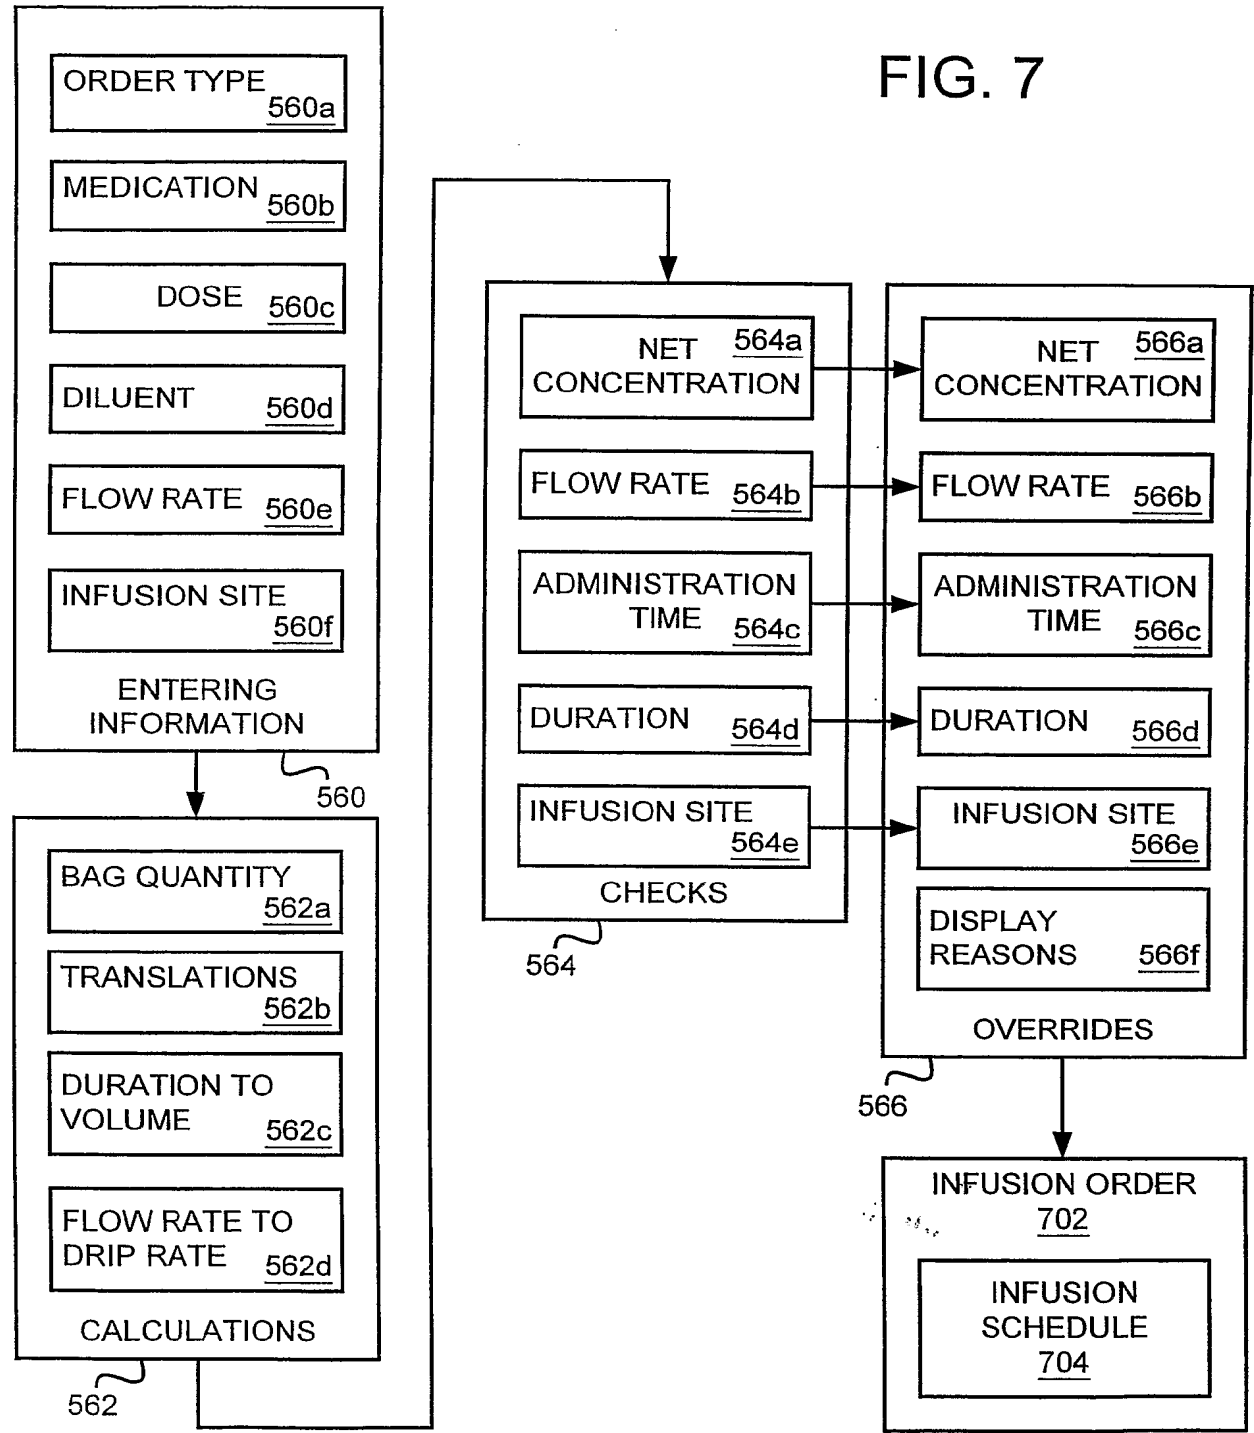 FIG. 7
ORDER TYPE
560a
MEDICATION
560b
DOSE
560c
DILUENT
560d
FLOW RATE
560e
INFUSION SITE
560f
ENTERING
INFORMATION
560
BAG QUANTITY
562a
TRANSLATIONS
562b
DURATION TO
VOLUME
562c
FLOW RATE TO
DRIP RATE
562d
CALCULATIONS
562
NET
564a
CONCENTRATION
FLOW RATE
564b
ADMINISTRATION
TIME
564c
DURATION
564d
INFUSION SITE
564e
CHECKS
564
NET
566a
CONCENTRATION
FLOW RATE
566b
ADMINISTRATION
TIME
566c
DURATION
566d
INFUSION SITE
566e
DISPLAY
REASONS
566f
OVERRIDES
566
INFUSION ORDER
702
INFUSION
SCHEDULE
704